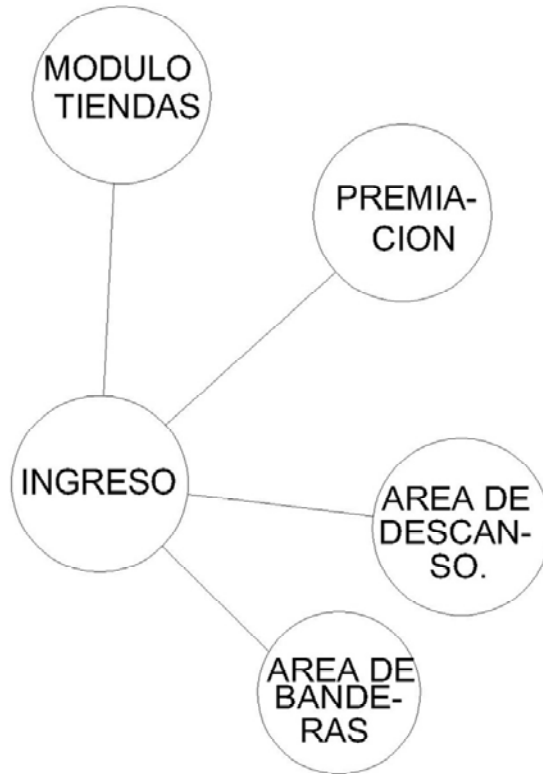 MODULO
TIENDAS
PREMIA-
CION
INGRESO
AREA DE
DESCAN-
SO.
AREA DE
BANDE-
RAS